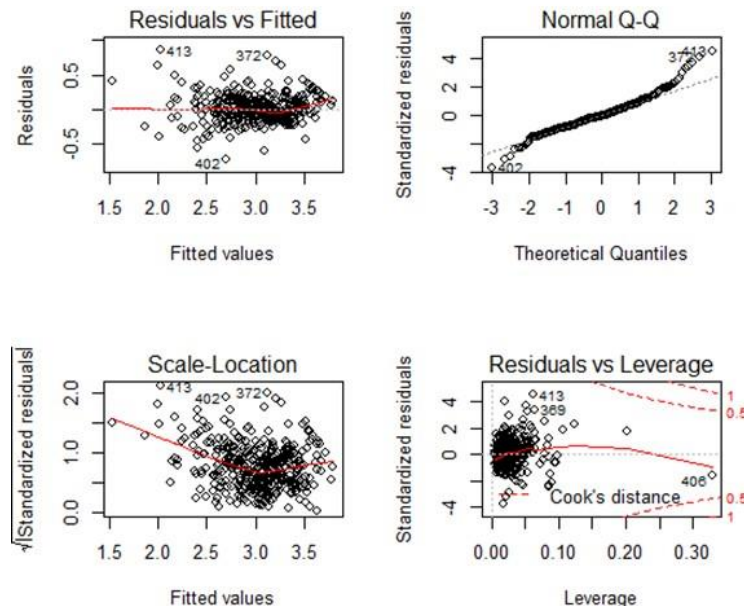 Residuals vs Fitted
Residuals
0.5
-0.5
413
372
402
1.5 2.0 2.5 3.0 3.5
Fitted values
Normal Q-Q
Standardized residuals
4
2
0
-4
413
402
-3 -2 -1 0 1 2 3
Theoretical Quantiles
Scale-Location
√|Standardized residuals|
2.0
1.0
0.0
413
402
372
1.5 2.0 2.5 3.0 3.5
Fitted values
Residuals vs Leverage
Standardized residuals
4
2
0
-4
413
369
406
1
0.5
0.5
1
Cook's distance
0.00 0.10 0.20 0.30
Leverage